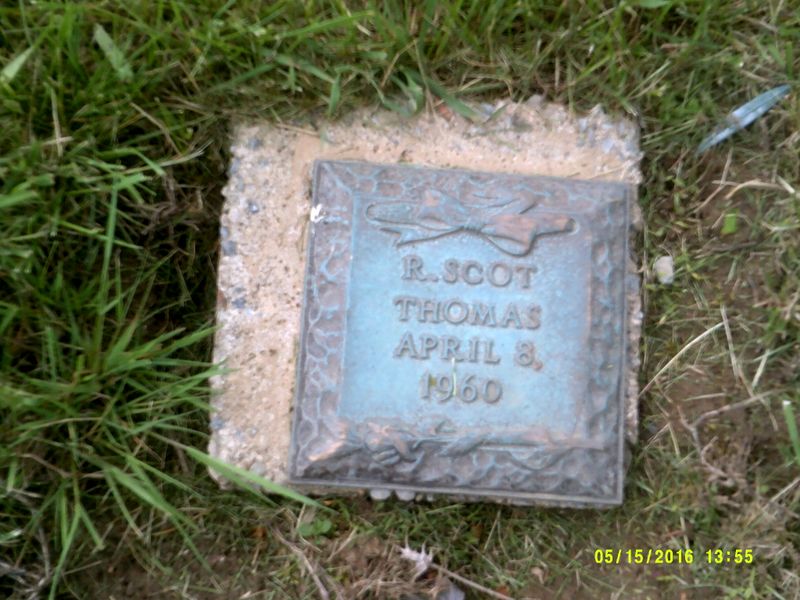 R. SCOT
THOMAS
APRIL 8,
1960
05/15/2016 13:55